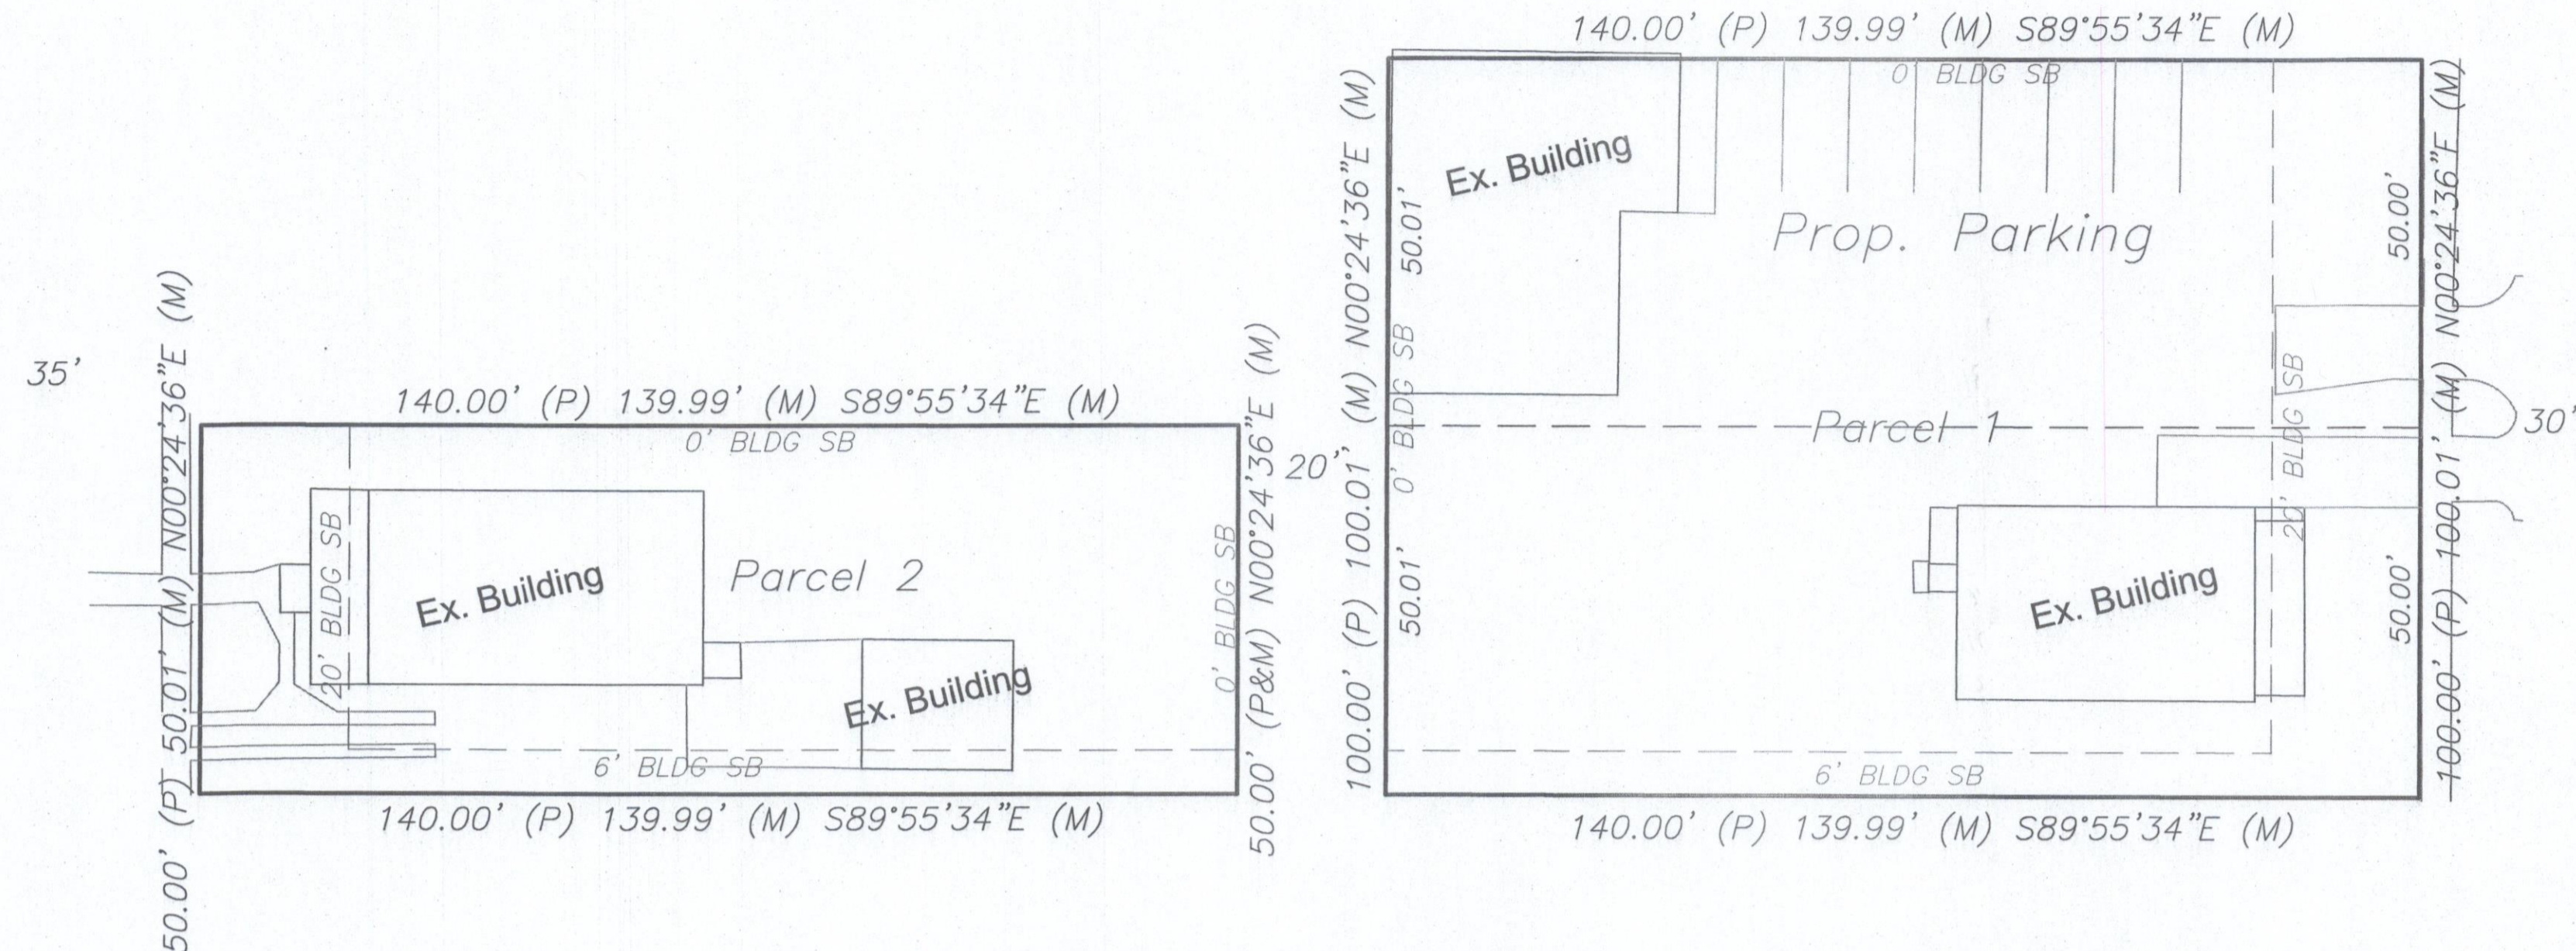 140.00' (P) 139.99' (M) S89°55'34"E (M)
0' BLDG SB
Ex. Building
Prop. Parking
50.01'
50.00'
100.00' (P) 100.01' (M) N00°24'36"E (M)
0' BLDG SB
Parcel 1
20' BLDG SB
100.00' (P) 100.01' (M) N00°24'36"E (M)
30'
50.01'
Ex. Building
50.00'
6' BLDG SB
140.00' (P) 139.99' (M) S89°55'34"E (M)
35'
50.00' (P) 50.01' (M) N00°24'36"E (M)
140.00' (P) 139.99' (M) S89°55'34"E (M)
0' BLDG SB
20' BLDG SB
Ex. Building
Parcel 2
Ex. Building
0' BLDG SB
50.00' (P&M) N00°24'36"E (M)
20'
6' BLDG SB
140.00' (P) 139.99' (M) S89°55'34"E (M)